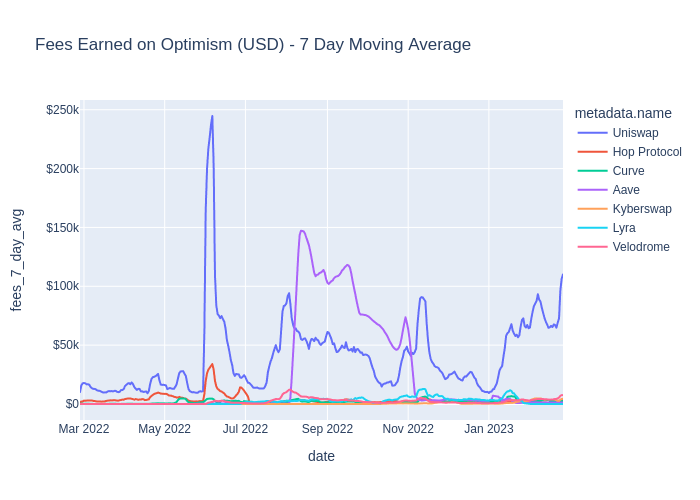 Fees Earned on Optimism (USD) - 7 Day Moving Average
fees_7_day_avg
$250k
$200k
$150k
$100k
$50k
$0
Mar 2022
May 2022
Jul 2022
Sep 2022
Nov 2022
Jan 2023
date
metadata.name
Uniswap
Hop Protocol
Curve
Aave
Kyberswap
Lyra
Velodrome